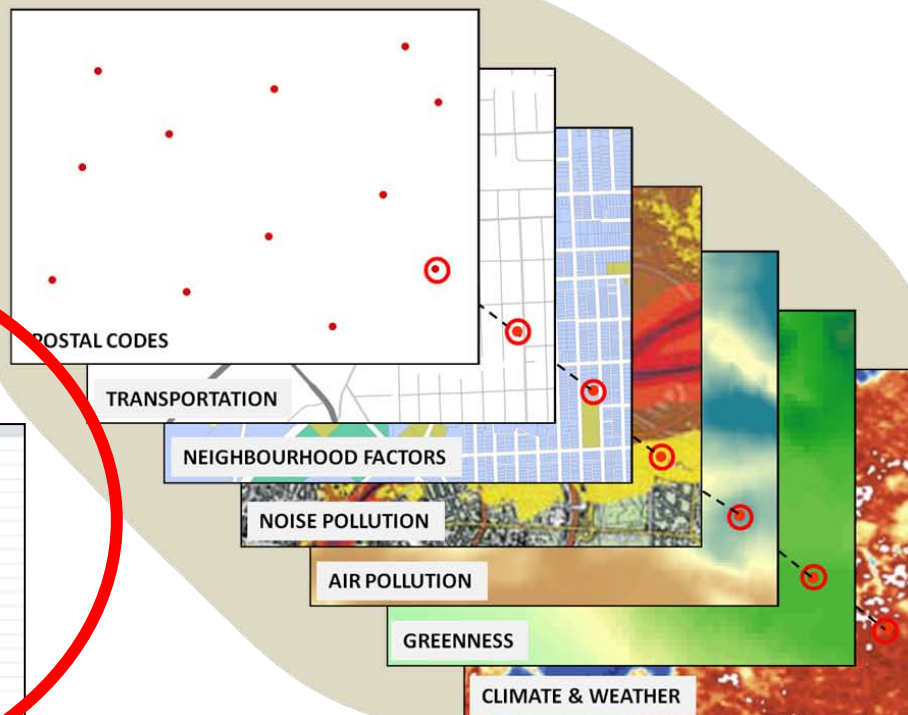 POSTAL CODES
TRANSPORTATION
NEIGHBOURHOOD FACTORS
NOISE POLLUTION
AIR POLLUTION
GREENNESS
CLIMATE & WEATHER